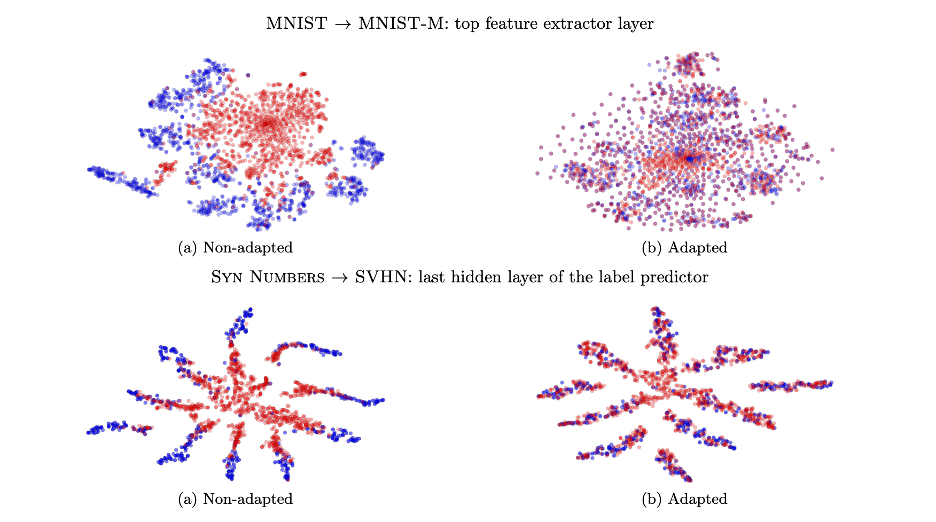 MNIST → MNIST-M: top feature extractor layer
(a) Non-adapted
(b) Adapted
Syn Numbers → SVHN: last hidden layer of the label predictor
(a) Non-adapted
(b) Adapted